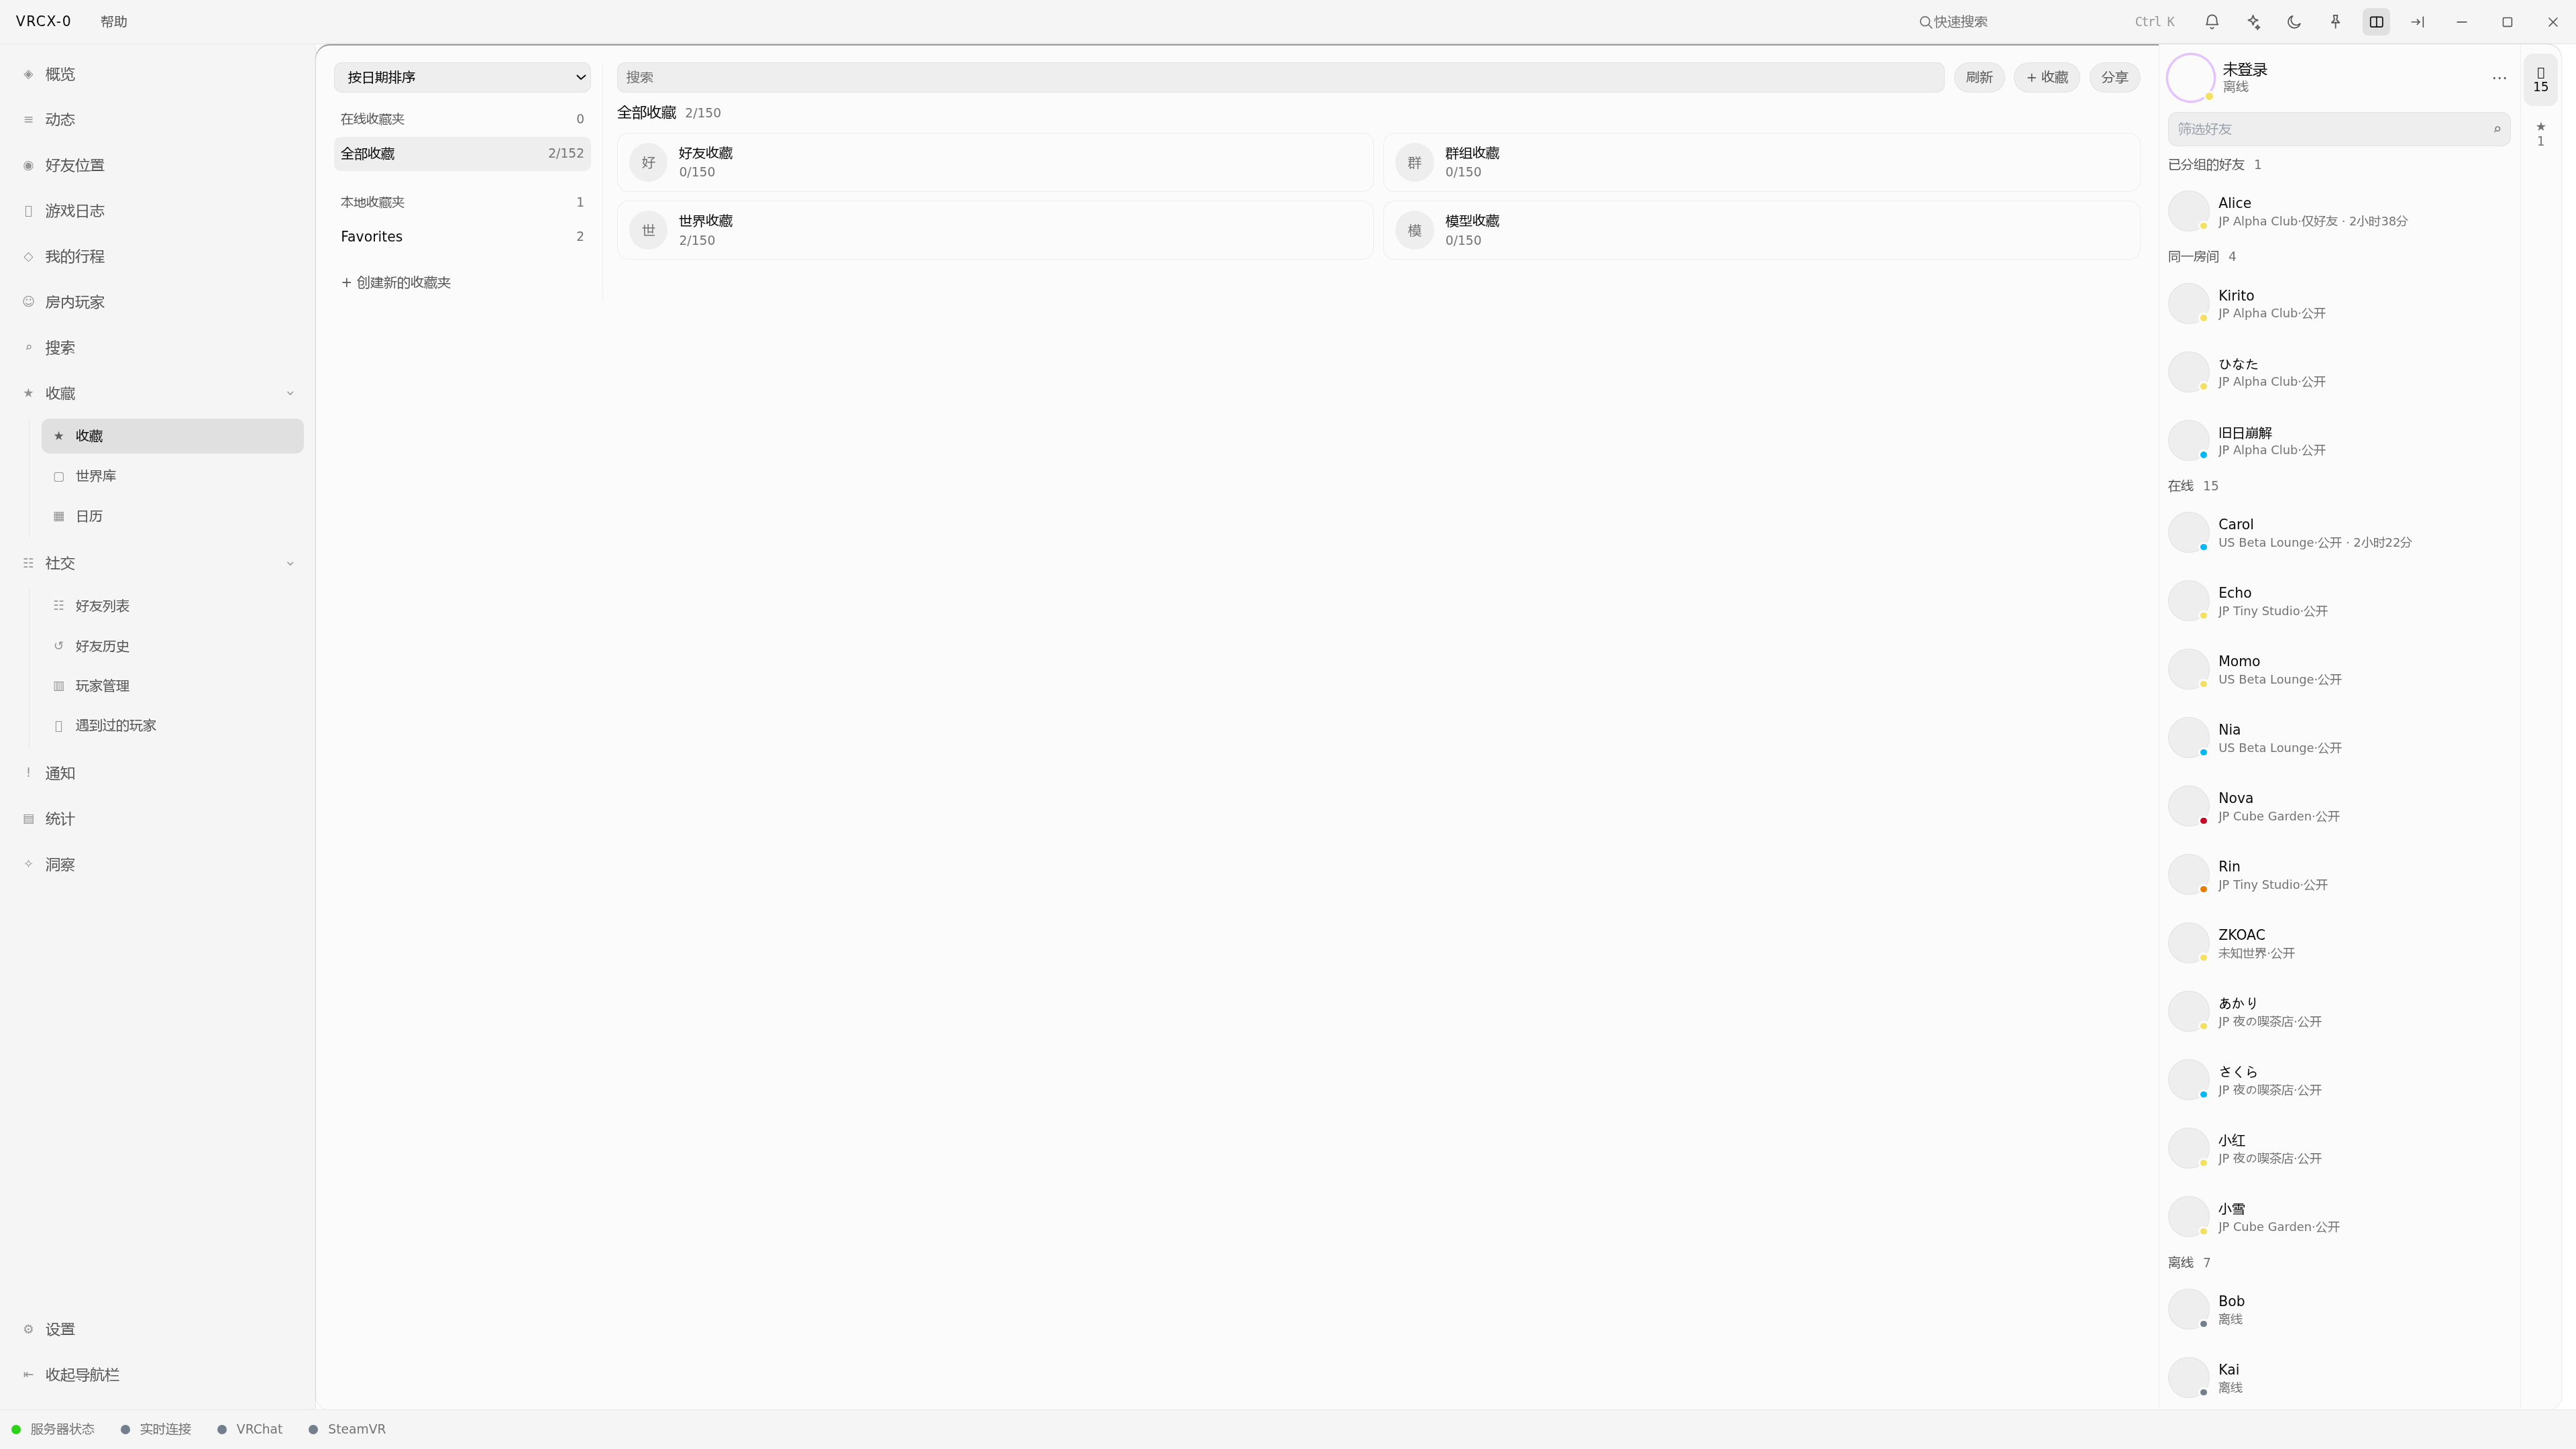 VRCX-0 帮助 快速搜索 Ctrl K
概览
动态
好友位置
游戏日志
我的行程
房内玩家
搜索
收藏
收藏
世界库
日历
社交
好友列表
好友历史
玩家管理
遇到过的玩家
通知
统计
洞察
设置
收起导航栏
按日期排序
在线收藏夹 0
全部收藏 2/152
本地收藏夹 1
Favorites 2
+ 创建新的收藏夹
搜索 刷新 + 收藏 分享
全部收藏 2/150
好 好友收藏
0/150
群 群组收藏
0/150
世 世界收藏
2/150
模 模型收藏
0/150
未登录
离线
筛选好友
已分组的好友 1
Alice
JP Alpha Club·仅好友 · 2小时38分
同一房间 4
Kirito
JP Alpha Club·公开
ひなた
JP Alpha Club·公开
旧日崩解
JP Alpha Club·公开
在线 15
Carol
US Beta Lounge·公开 · 2小时22分
Echo
JP Tiny Studio·公开
Momo
US Beta Lounge·公开
Nia
US Beta Lounge·公开
Nova
JP Cube Garden·公开
Rin
JP Tiny Studio·公开
ZKOAC
未知世界·公开
あかり
JP 夜の喫茶店·公开
さくら
JP 夜の喫茶店·公开
小红
JP 夜の喫茶店·公开
小雪
JP Cube Garden·公开
离线 7
Bob
离线
Kai
离线
15
1
服务器状态 实时连接 VRChat SteamVR